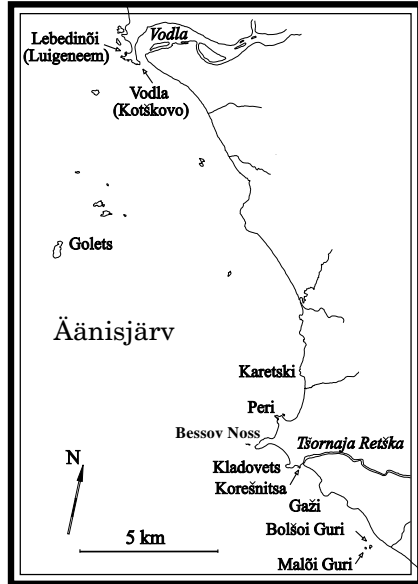 Lebedinõi
(Luigeneem)
Vodla
Vodla
(Kotškovo)
Golets
Äänisjärv
Karetski
Peri
Bessov Noss
Tšornaja Retška
Kladovets
Korešnitsa
Gaži
N
5 km
Bolšoi Guri
Malõi Guri